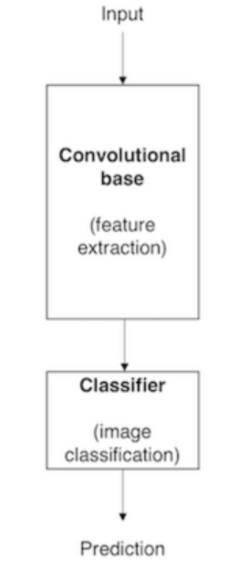 Input
Convolutional
base
(feature
extraction)
Classifier
(image
classification)
Prediction